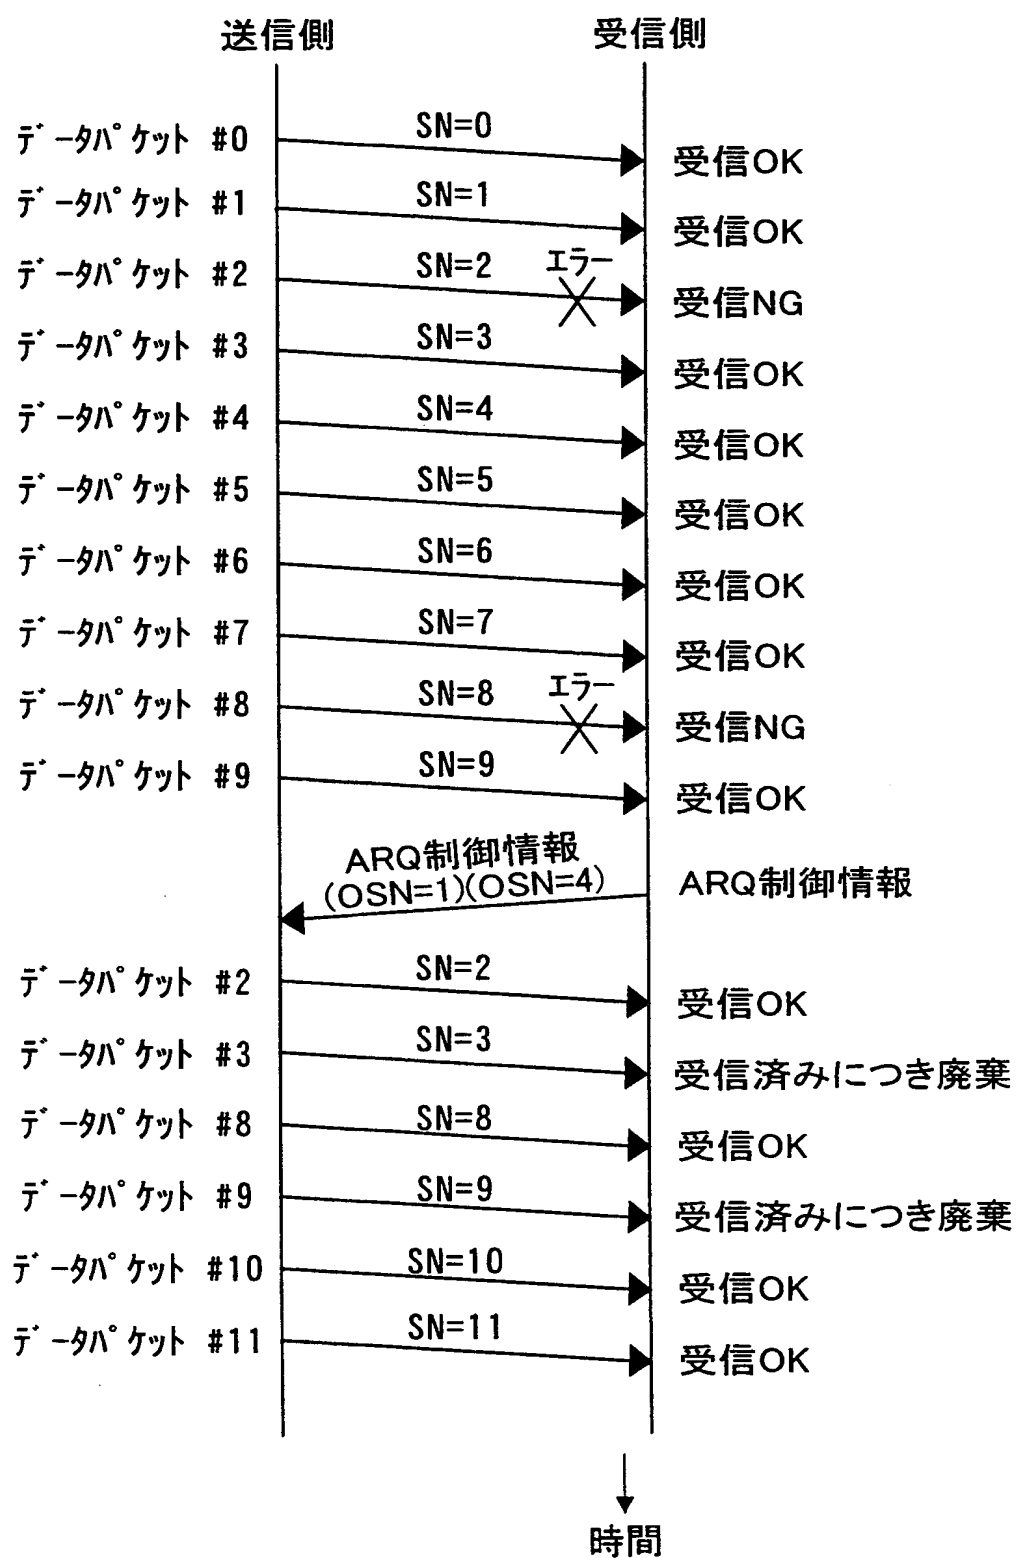 送信側 受信側
ﾃﾞｰﾀﾊﾟｹｯﾄ #0 SN=0 受信OK
ﾃﾞｰﾀﾊﾟｹｯﾄ #1 SN=1 受信OK
ﾃﾞｰﾀﾊﾟｹｯﾄ #2 SN=2 エラー 受信NG
ﾃﾞｰﾀﾊﾟｹｯﾄ #3 SN=3 受信OK
ﾃﾞｰﾀﾊﾟｹｯﾄ #4 SN=4 受信OK
ﾃﾞｰﾀﾊﾟｹｯﾄ #5 SN=5 受信OK
ﾃﾞｰﾀﾊﾟｹｯﾄ #6 SN=6 受信OK
ﾃﾞｰﾀﾊﾟｹｯﾄ #7 SN=7 受信OK
ﾃﾞｰﾀﾊﾟｹｯﾄ #8 SN=8 エラー 受信NG
ﾃﾞｰﾀﾊﾟｹｯﾄ #9 SN=9 受信OK
ARQ制御情報
(OSN=1)(OSN=4) ARQ制御情報
ﾃﾞｰﾀﾊﾟｹｯﾄ #2 SN=2 受信OK
ﾃﾞｰﾀﾊﾟｹｯﾄ #3 SN=3 受信済みにつき廃棄
ﾃﾞｰﾀﾊﾟｹｯﾄ #8 SN=8 受信OK
ﾃﾞｰﾀﾊﾟｹｯﾄ #9 SN=9 受信済みにつき廃棄
ﾃﾞｰﾀﾊﾟｹｯﾄ #10 SN=10 受信OK
ﾃﾞｰﾀﾊﾟｹｯﾄ #11 SN=11 受信OK
時間